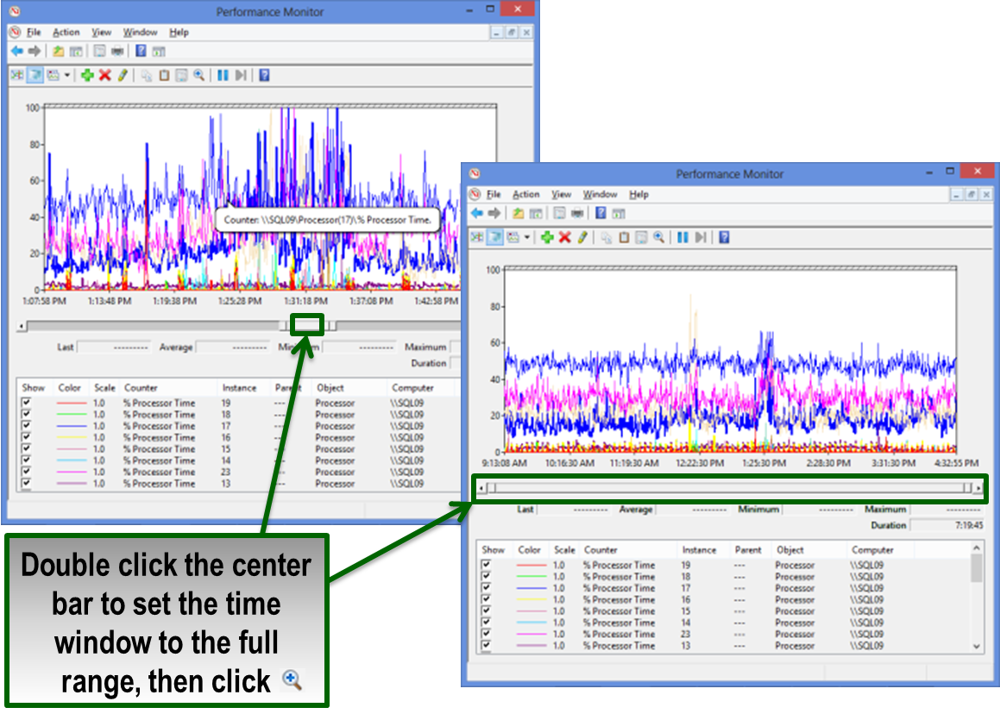 Performance Monitor
File Action View Window Help
100
80
60
40
20
0
Counter: \\SQL09\Processor(17)\% Processor Time.
1:07:58 PM 1:13:48 PM 1:19:38 PM 1:25:28 PM 1:31:18 PM 1:37:08 PM 1:42:58 PM
Last --------- Average --------- Minimum --------- Maximum
Duration
Show Color Scale Counter Instance Parent Object Computer
1.0 % Processor Time 19 --- Processor \\SQL09
1.0 % Processor Time 18 --- Processor \\SQL09
1.0 % Processor Time 17 --- Processor \\SQL09
1.0 % Processor Time 16 --- Processor \\SQL09
1.0 % Processor Time 15 --- Processor \\SQL09
1.0 % Processor Time 14 --- Processor \\SQL09
1.0 % Processor Time 23 --- Processor \\SQL09
1.0 % Processor Time 13 --- Processor \\SQL09
Performance Monitor
File Action View Window Help
100
80
60
40
20
0
9:13:08 AM 10:16:30 AM 11:19:30 AM 12:22:30 PM 1:25:30 PM 2:28:30 PM 3:31:30 PM 4:32:55 PM
Last --------- Average --------- Minimum --------- Maximum ---------
Duration 7:19:45
Show Color Scale Counter Instance Parent Object Computer
1.0 % Processor Time 19 --- Processor \\SQL09
1.0 % Processor Time 18 --- Processor \\SQL09
1.0 % Processor Time 17 --- Processor \\SQL09
1.0 % Processor Time 16 --- Processor \\SQL09
1.0 % Processor Time 15 --- Processor \\SQL09
1.0 % Processor Time 14 --- Processor \\SQL09
1.0 % Processor Time 23 --- Processor \\SQL09
1.0 % Processor Time 13 --- Processor \\SQL09
Double click the center
bar to set the time
window to the full
range, then click